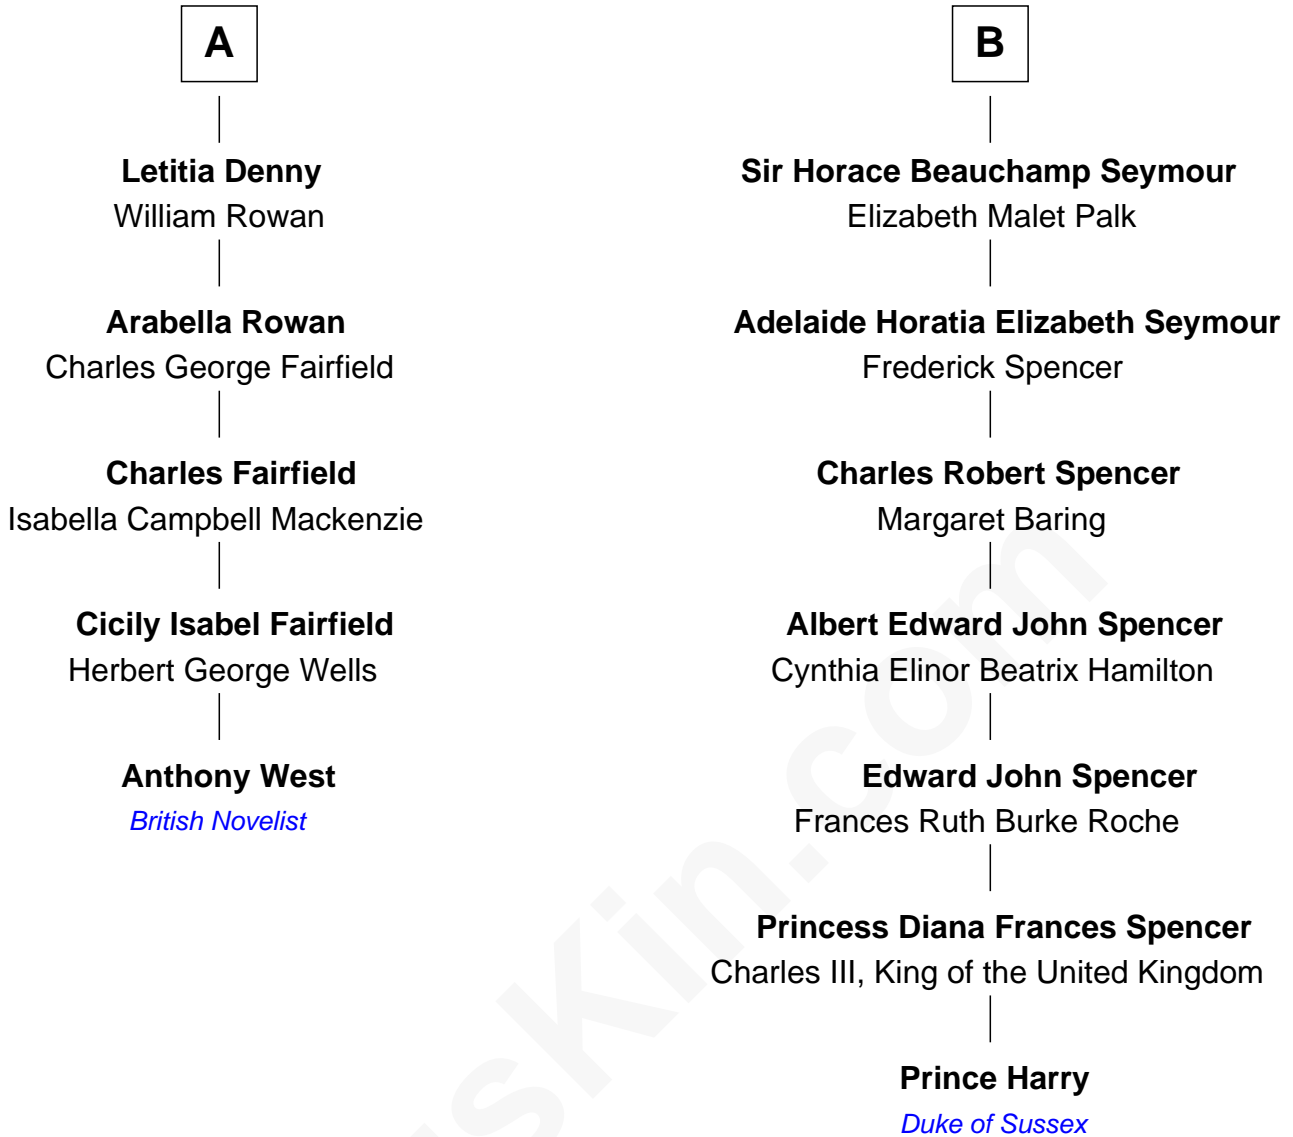 A
Letitia Denny
William Rowan
Arabella Rowan
Charles George Fairfield
Charles Fairfield
Isabella Campbell Mackenzie
Cicily Isabel Fairfield
Herbert George Wells
Anthony West
British Novelist
B
Sir Horace Beauchamp Seymour
Elizabeth Malet Palk
Adelaide Horatia Elizabeth Seymour
Frederick Spencer
Charles Robert Spencer
Margaret Baring
Albert Edward John Spencer
Cynthia Elinor Beatrix Hamilton
Edward John Spencer
Frances Ruth Burke Roche
Princess Diana Frances Spencer
Charles III, King of the United Kingdom
Prince Harry
Duke of Sussex